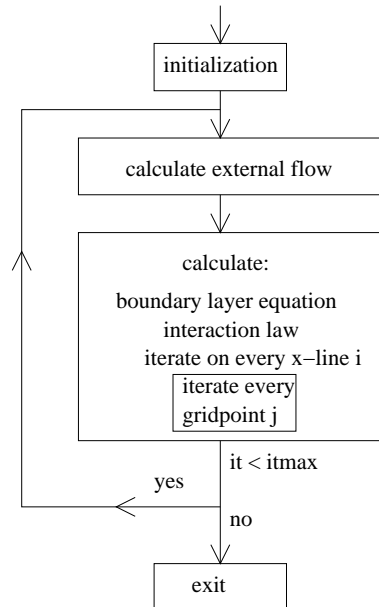 initialization
calculate external flow
calculate:
boundary layer equation
interaction law
iterate on every x−line i
iterate every
gridpoint j
it < itmax
yes
no
exit